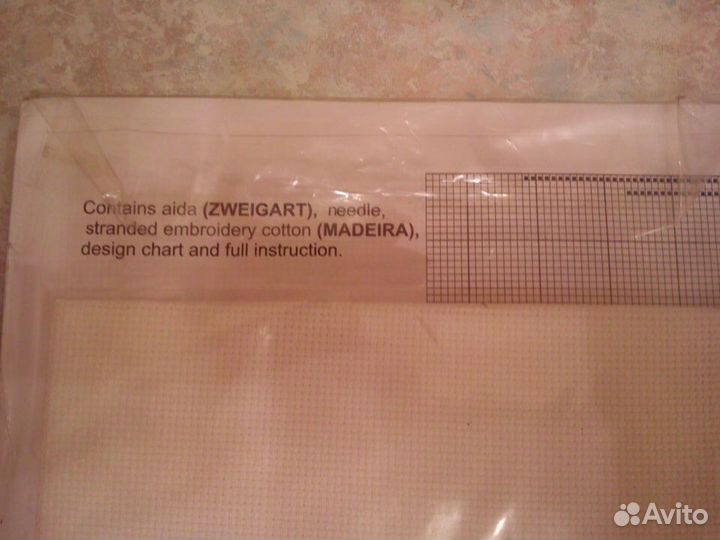 Contains aida (ZWEIGART), needle,
stranded embroidery cotton (MADEIRA),
design chart and full instruction.
Avito